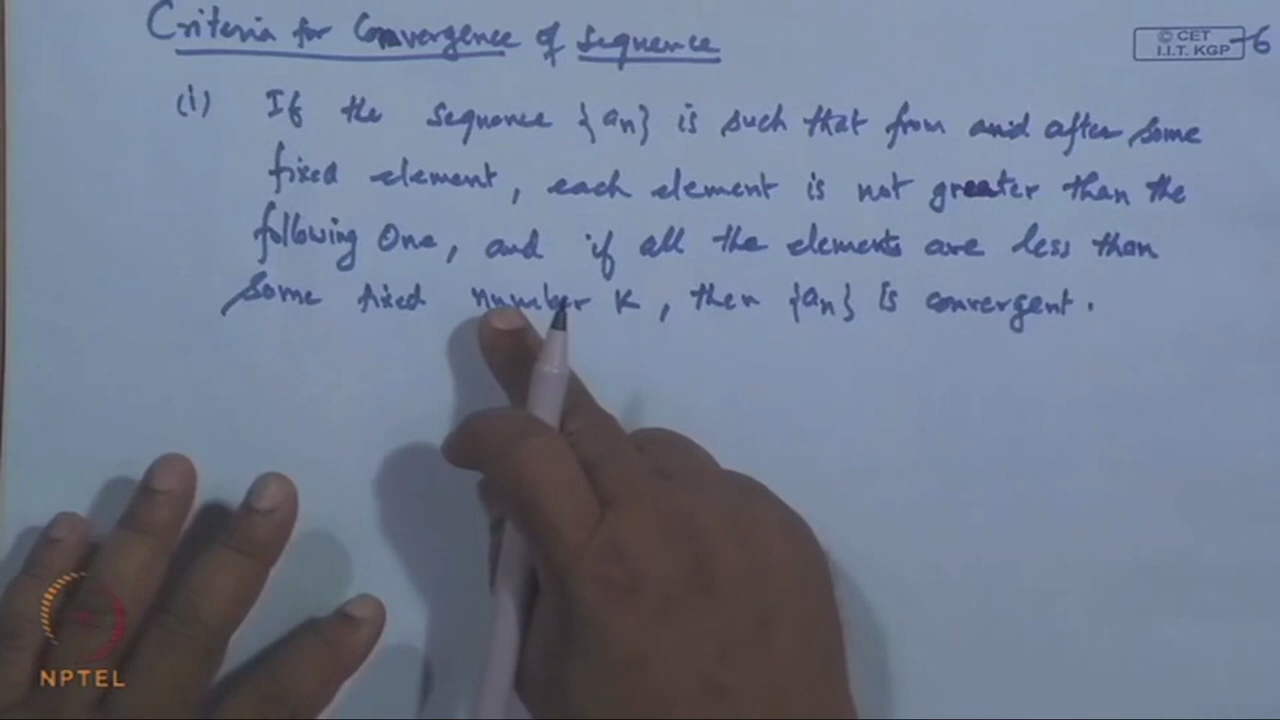 Criteria for Convergence of Sequence
© CET
I.I.T. KGP
-6
(i) If the sequence {an} is such that from and after some
fixed element, each element is not greater than the
following One, and if all the elements are less than
some fixed number K, then {an} is convergent.
NPTEL